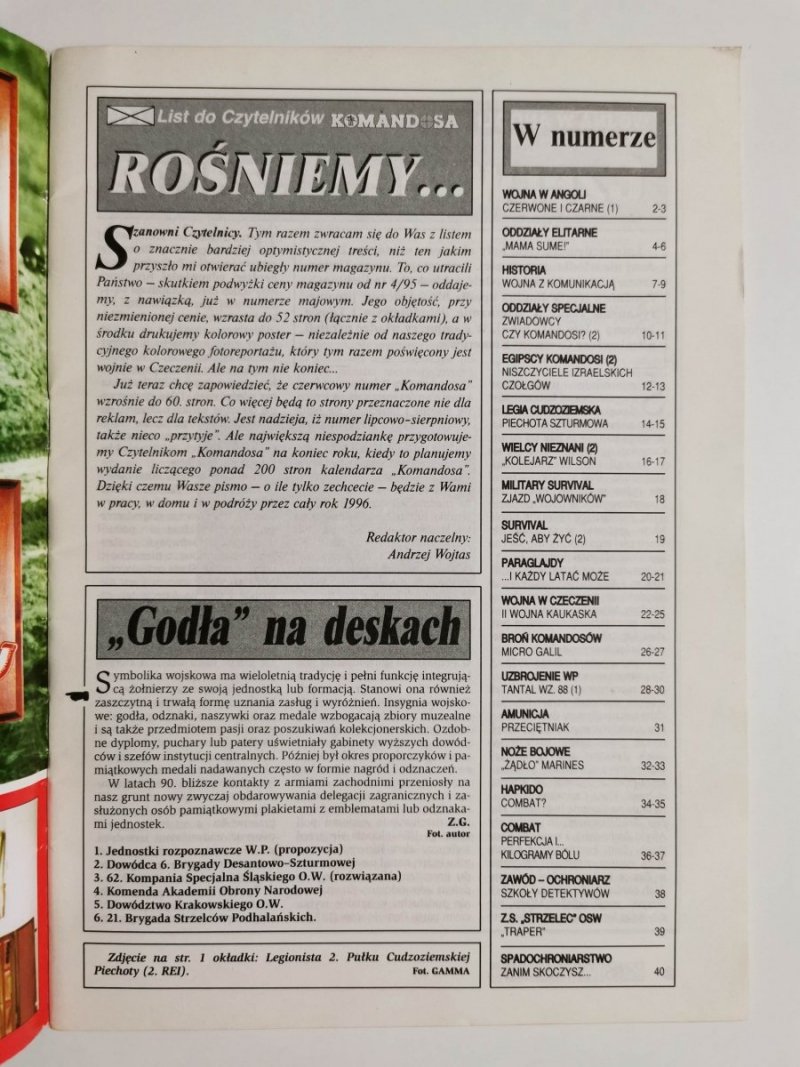 List do Czytelników KOMANDOSA
ROŚNIEMY...
Szanowni Czytelnicy. Tym razem zwracam się do Was z listem
o znacznie bardziej optymistycznej treści, niż ten jakim
przyszło mi otwierać ubiegły numer magazynu. To, co utracili
Państwo – skutkiem podwyżki ceny magazynu od nr 4/95 – oddaje-
my, z nawiązką, już w numerze majowym. Jego objętość, przy
niezmienionej cenie, wzrasta do 52 stron (łącznie z okładkami), a w
środku drukujemy kolorowy poster – niezależnie od naszego trady-
cyjnego kolorowego fotoreportażu, który tym razem poświęcony jest
wojnie w Czeczenii. Ale na tym nie koniec...
Już teraz chcę zapowiedzieć, że czerwcowy numer „Komandosa”
wzrośnie do 60. stron. Co więcej będą to strony przeznaczone nie dla
reklam, lecz dla tekstów. Jest nadzieja, iż numer lipcowo–sierpniowy,
także nieco „przytyje”. Ale największą niespodziankę przygotowuje-
my Czytelnikom „Komandosa” na koniec roku, kiedy to planujemy
wydanie liczącego ponad 200 stron kalendarza „Komandosa”.
Dzięki czemu Wasze pismo – o ile tylko zechcecie – będzie z Wami
w pracy, w domu i w podróży przez cały rok 1996.
Redaktor naczelny:
Andrzej Wojtas
„Godła” na deskach
Symbolika wojskowa ma wieloletnią tradycję i pełni funkcję integrują-
cą żołnierzy ze swoją jednostką lub formacją. Stanowi ona również
zaszczytną i trwałą formę uznania zasług i wyróżnień. Insygnia wojsko-
we: godła, odznaki, naszywki oraz medale wzbogacają zbiory muzealne
i są także przedmiotem pasji oraz poszukiwań kolekcjonerskich. Ozdob-
ne dyplomy, puchary lub patery uświetniały gabinety wyższych dowód-
ców i szefów instytucji centralnych. Później był okres proporczyków i pa-
miątkowych medali nadawanych często w formie nagród i odznaczeń.
W latach 90. bliższe kontakty z armiami zachodnimi przeniosły na
nasz grunt nowy zwyczaj obdarowywania delegacji zagranicznych i za-
służonych osób pamiątkowymi plakietami z emblematami lub odznaka-
mi jednostek. Z.G.
Fot. autor
1. Jednostki rozpoznawcze W.P. (propozycja)
2. Dowódca 6. Brygady Desantowo–Szturmowej
3. 62. Kompania Specjalna Śląskiego O.W. (rozwiązana)
4. Komenda Akademii Obrony Narodowej
5. Dowództwo Krakowskiego O.W.
6. 21. Brygada Strzelców Podhalańskich.
Zdjęcie na str. 1 okładki: Legionista 2. Pułku Cudzoziemskiej
Piechoty (2. REI). Fot. GAMMA
W numerze
WOJNA W ANGOLI
CZERWONE I CZARNE (1) 2-3
ODDZIAŁY ELITARNE
„MAMA SUME!” 4-6
HISTORIA
WOJNA Z KOMUNIKACJĄ 7-9
ODDZIAŁY SPECJALNE
ZWIADOWCY
CZY KOMANDOSI? (2) 10-11
EGIPSCY KOMANDOSI (2)
NISZCZYCIELE IZRAELSKICH
CZOŁGÓW 12-13
LEGIA CUDZOZIEMSKA
PIECHOTA SZTURMOWA 14-15
WIELCY NIEZNANI (2)
„KOLEJARZ” WILSON 16-17
MILITARY SURVIVAL
ZJAZD „WOJOWNIKÓW” 18
SURVIVAL
JEŚĆ, ABY ŻYĆ (2) 19
PARAGLAJDY
...I KAŻDY LATAĆ MOŻE 20-21
WOJNA W CZECZENII
II WOJNA KAUKASKA 22-25
BROŃ KOMANDOSÓW
MICRO GALIL 26-27
UZBROJENIE WP
TANTAL WZ. 88 (1) 28-30
AMUNICJA
PRZECIĘTNIAK 31
NOŻE BOJOWE
„ŻĄDŁO” MARINES 32-33
HAPKIDO
COMBAT? 34-35
COMBAT
PERFEKCJA I...
KILOGRAMY BÓLU 36-37
ZAWÓD – OCHRONIARZ
SZKOŁY DETEKTYWÓW 38
Z.S. „STRZELEC” OSW
„TRAPER” 39
SPADOCHRONIARSTWO
ZANIM SKOCZYSZ... 40